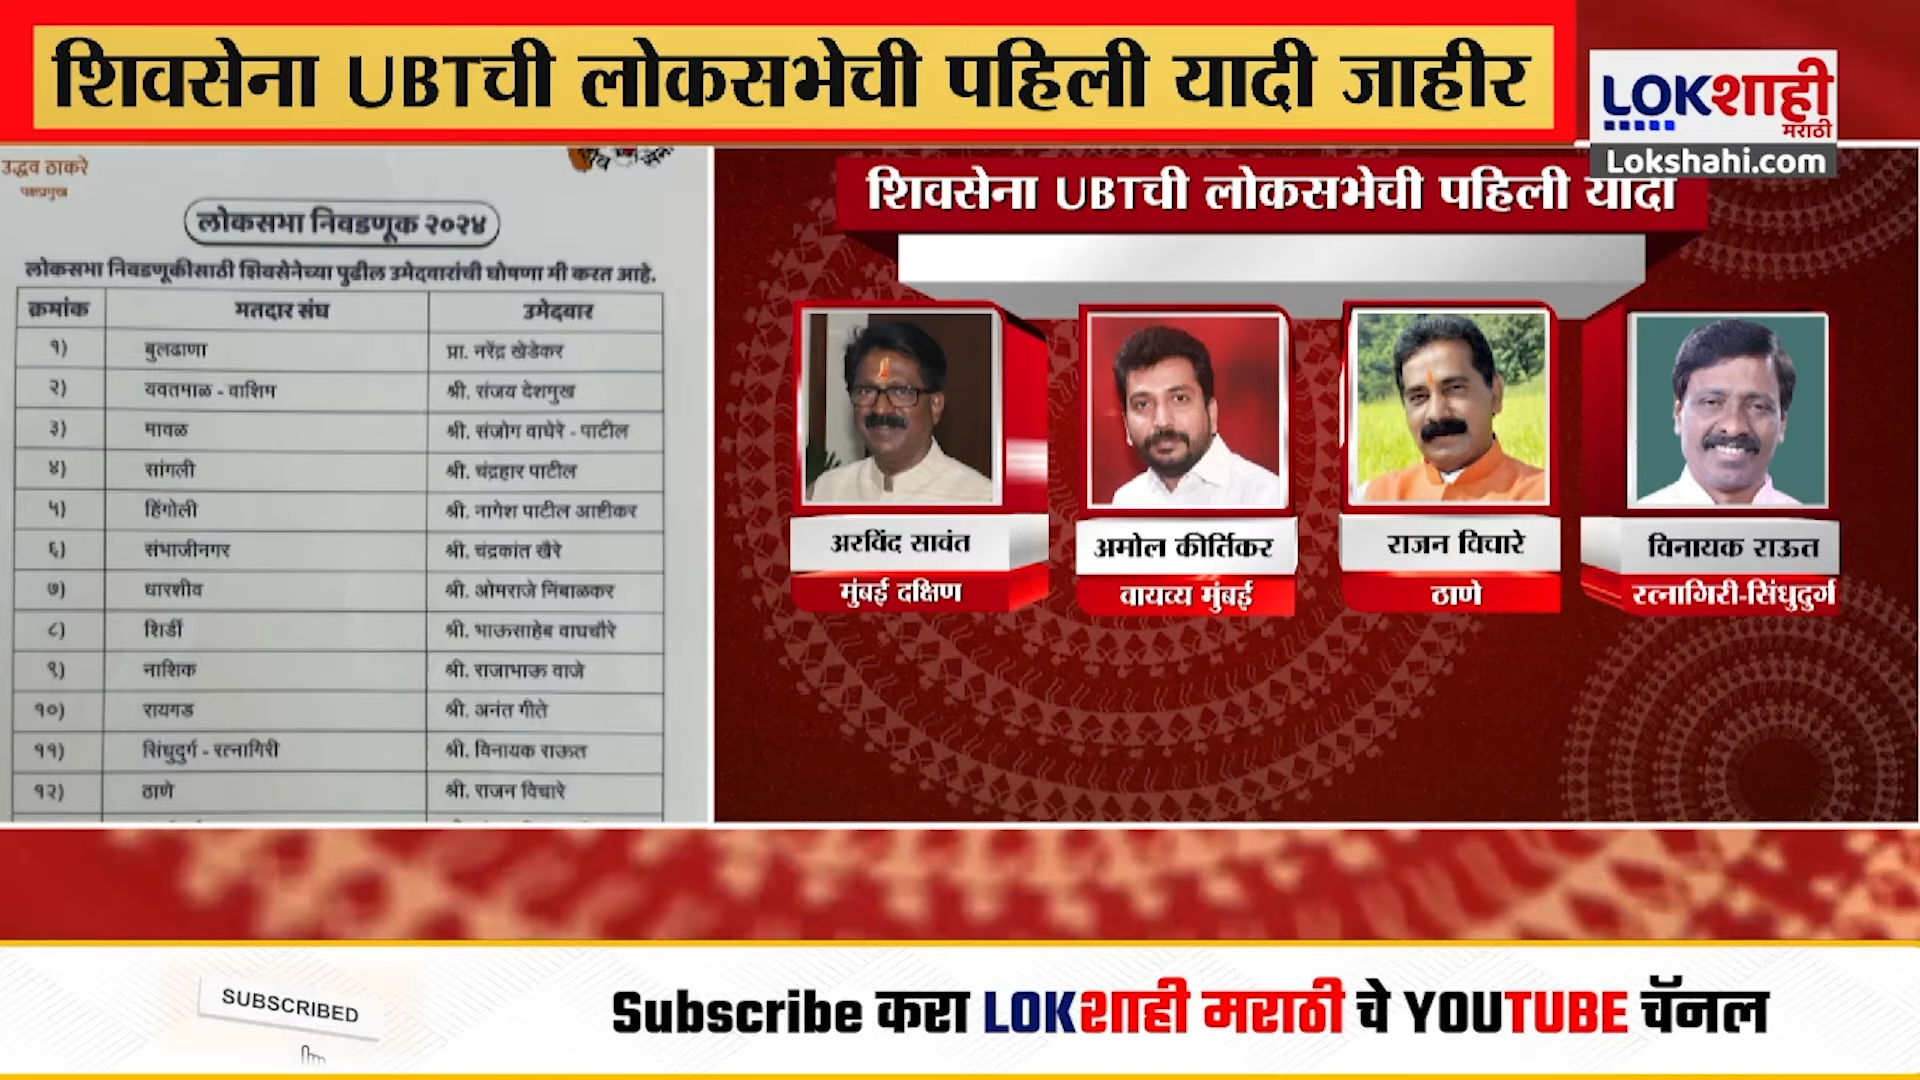 शिवसेना UBTची लोकसभेची पहिली यादी जाहीर
LOKशाही
मराठी
Lokshahi.com
उद्धव ठाकरे
पक्षप्रमुख
लोकसभा निवडणूक २०२४
लोकसभा निवडणूकीसाठी शिवसेनेच्या पुढील उमेदवारांची घोषणा मी करत आहे.
क्रमांक मतदार संघ उमेदवार
१) बुलढाणा प्रा. नरेंद्र खेडेकर
२) यवतमाळ - वाशिम श्री. संजय देशमुख
३) मावळ श्री. संजोग वाघेरे - पाटील
४) सांगली श्री. चंद्रहार पाटील
५) हिंगोली श्री. नागेश पाटील आष्टीकर
६) संभाजीनगर श्री. चंद्रकांत खैरे
७) धारशीव श्री. ओमराजे निंबाळकर
८) शिर्डी श्री. भाऊसाहेब वाघचौरे
९) नाशिक श्री. राजाभाऊ वाजे
१०) रायगड श्री. अनंत गीते
११) सिंधुदुर्ग - रत्नागिरी श्री. विनायक राऊत
१२) ठाणे श्री. राजन विचारे
शिवसेना UBTची लोकसभेची पहिली यादी
अरविंद सावंत
मुंबई दक्षिण
अमोल कीर्तिकर
वायव्य मुंबई
राजन विचारे
ठाणे
विनायक राऊत
रत्नागिरी-सिंधुदुर्ग
SUBSCRIBED
Subscribe करा LOKशाही मराठी चे YOUTUBE चॅनल